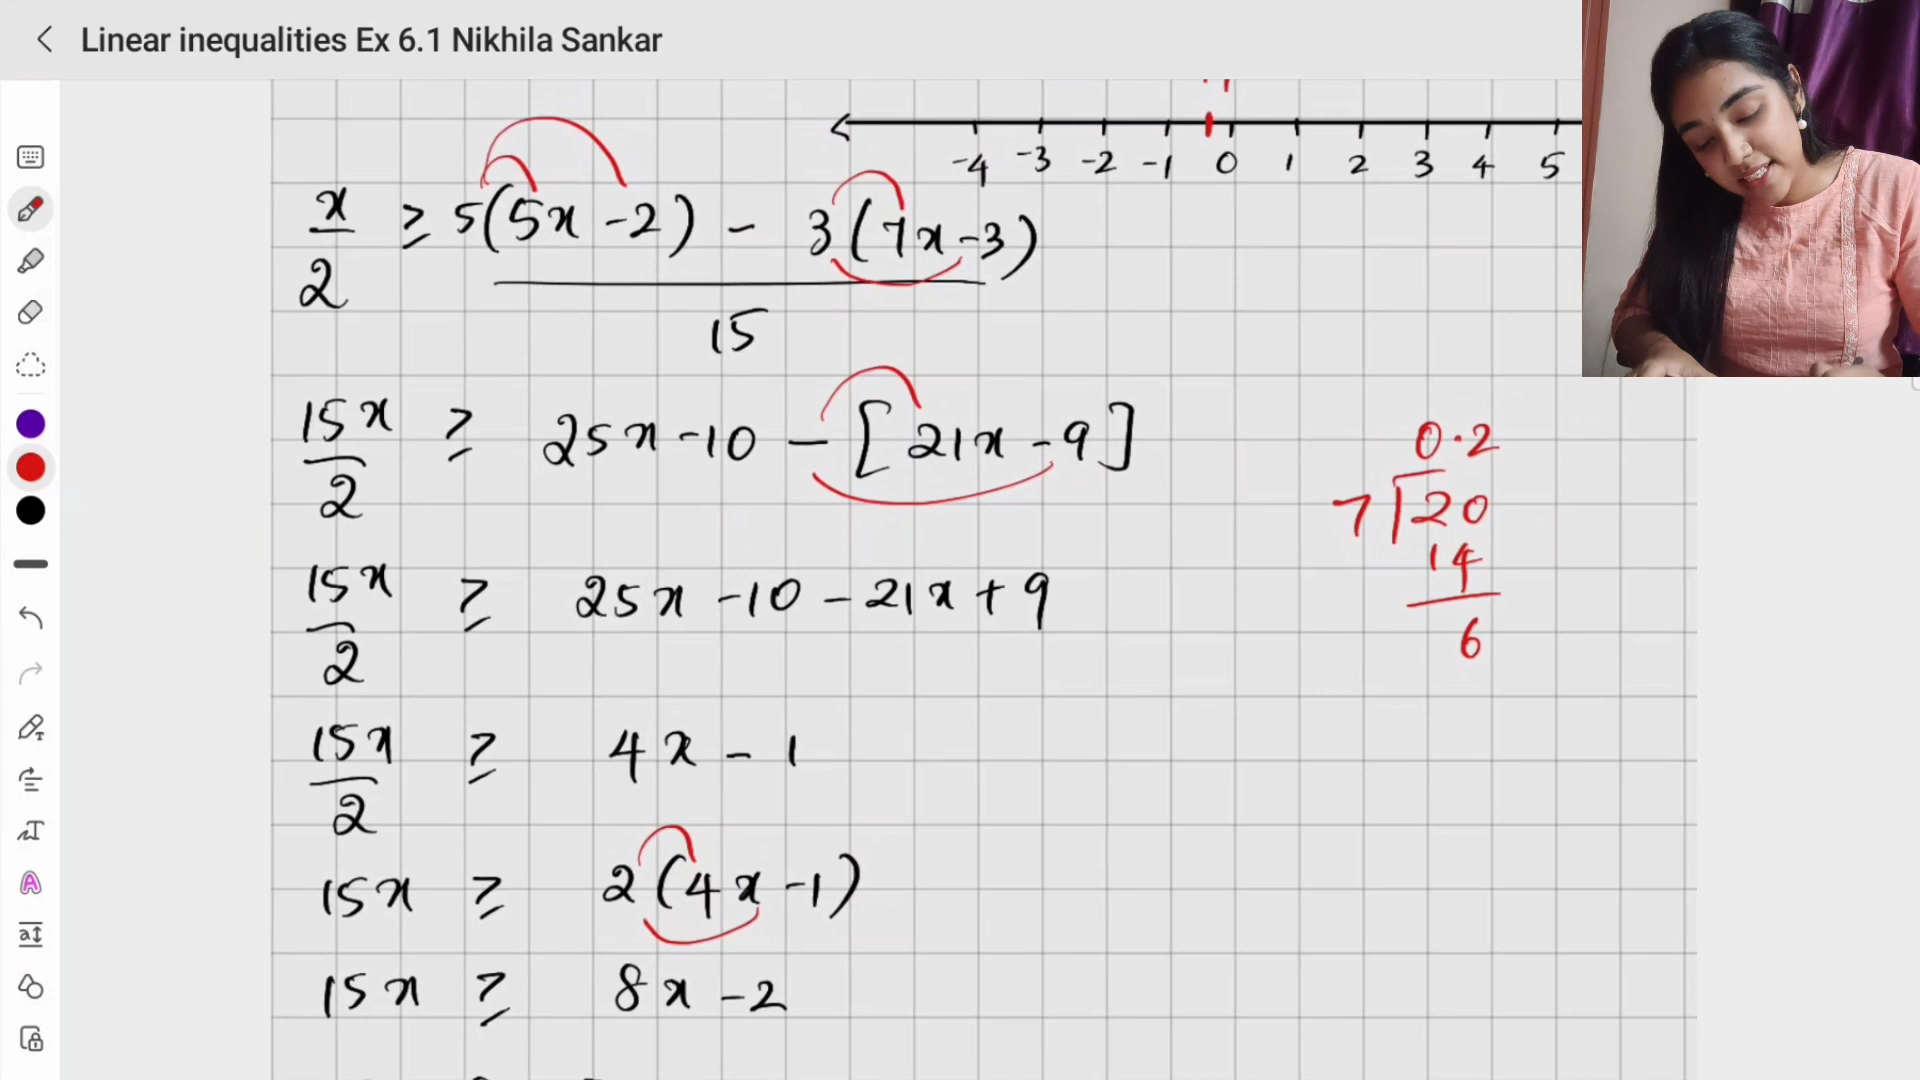 Linear inequalities Ex 6.1 Nikhila Sankar
-4 -3 -2 -1 0 1 2 3 4 5
x/2 ≥ 5(5x - 2) - 3(7x - 3)
15
15x/2 ≥ 25x - 10 - [21x - 9]
15x/2 ≥ 25x - 10 - 21x + 9
15x/2 ≥ 4x - 1
15x ≥ 2(4x - 1)
15x ≥ 8x - 2
0.2
7 20
14
6